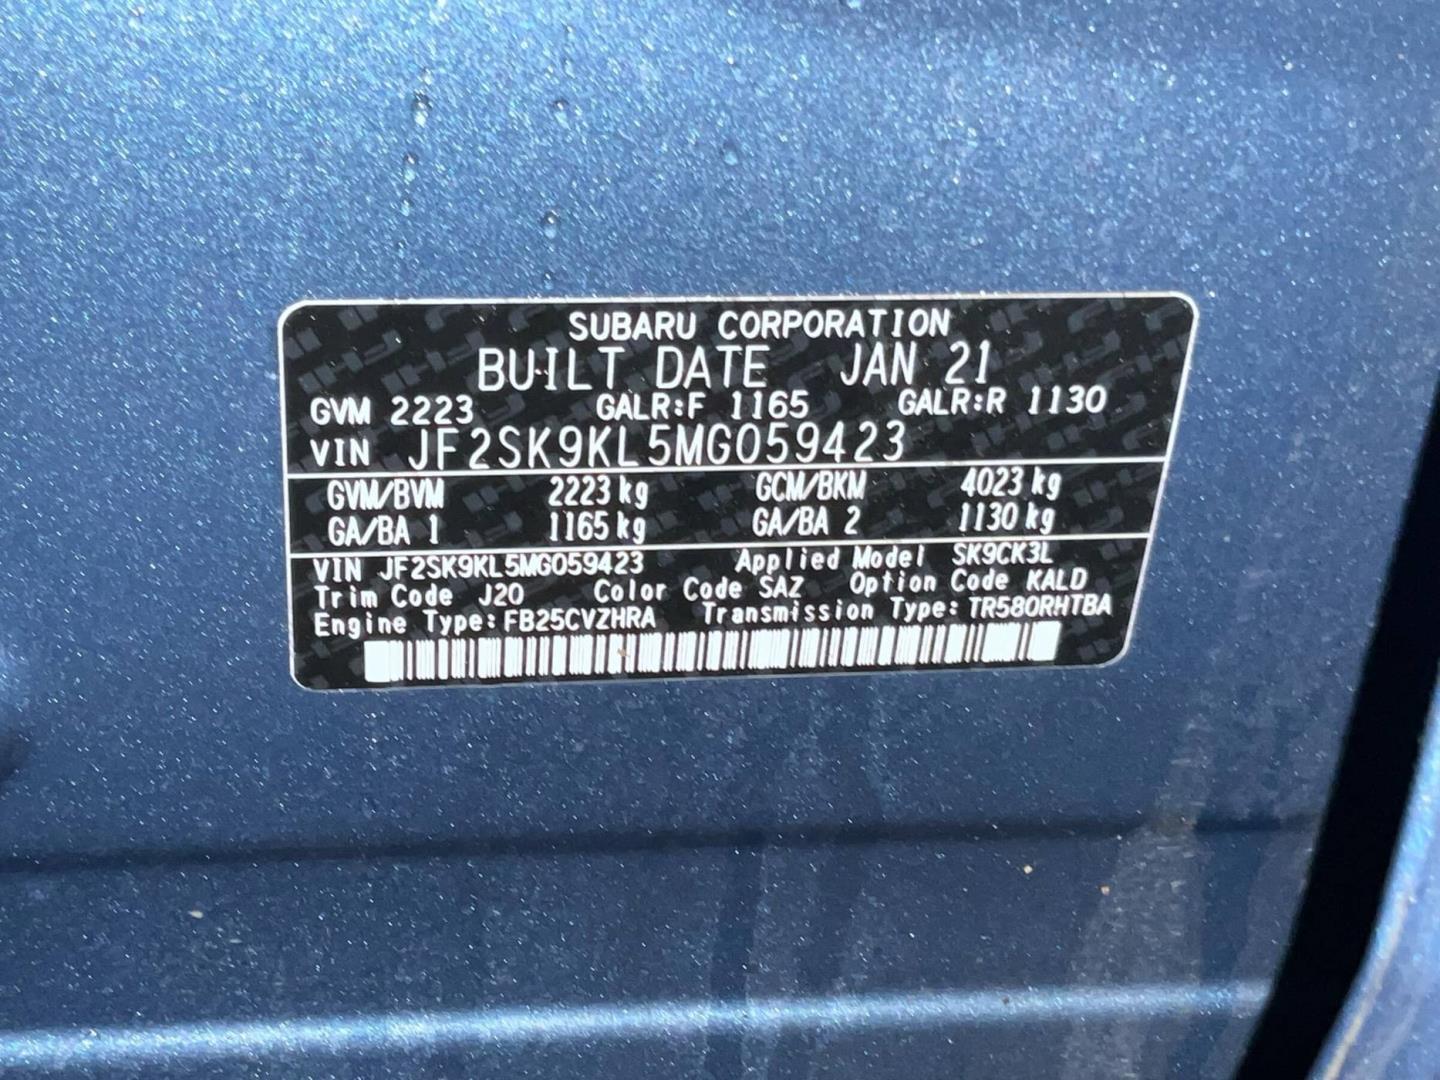 SUBARU CORPORATION
BUILT DATE JAN 21
GVM 2223 GALR:F 1165 GALR:R 1130
VIN JF2SK9KL5MG059423
GVM/BVM 2223 kg GCM/BKM 4023 kg
GA/BA 1 1165 kg GA/BA 2 1130 kg
VIN JF2SK9KL5MG059423 Applied Model SK9CK3L
Trim Code J20 Color Code SAZ Option Code KALD
Engine Type: FB25CVZHRA Transmission Type: TR580RHTBA